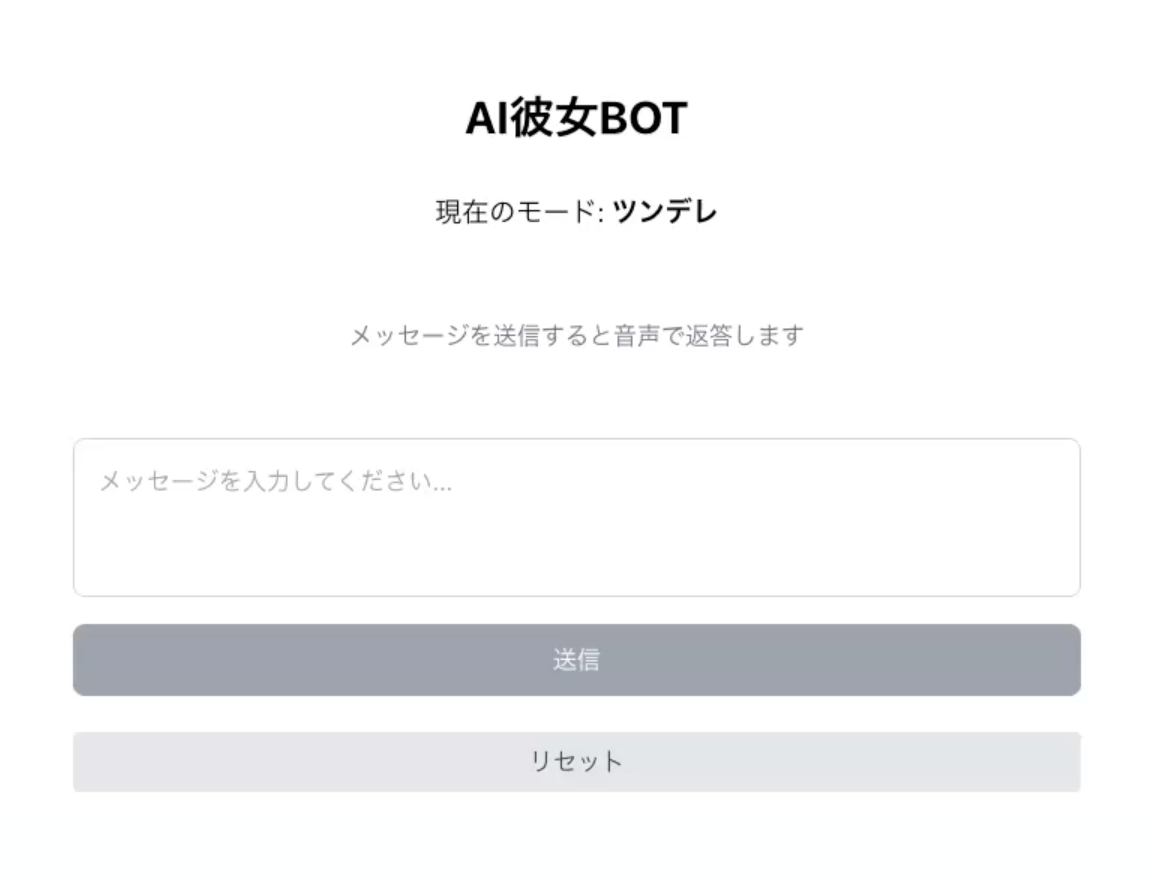 AI彼女BOT
現在のモード: ツンデレ
メッセージを送信すると音声で返答します
メッセージを入力してください...
送信
リセット